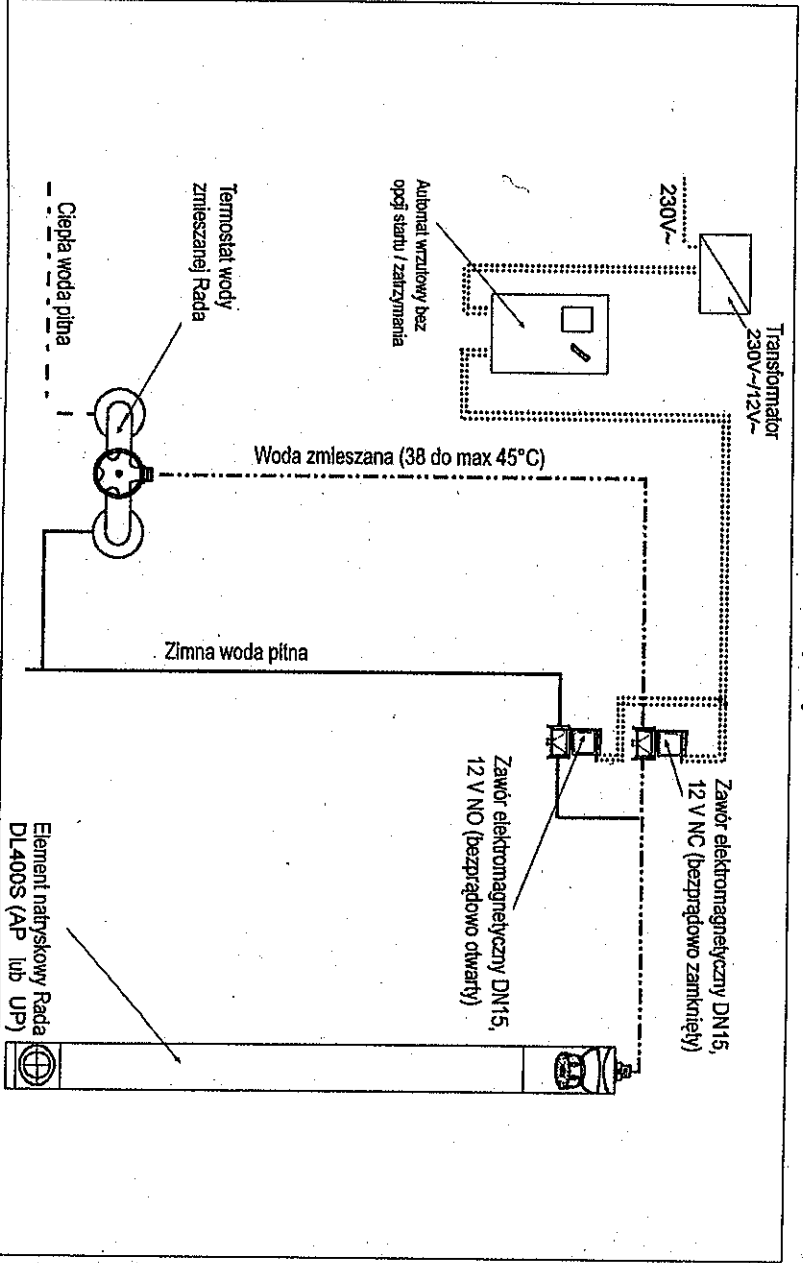 Transformator
230V~/12V~
230V~
Automat wrzutowy bez
opcji startu / zatrzymania
Termostat wody
zmieszanej Rada
Ciepła woda pitna
Woda zmieszana (38 do max 45°C)
Zimna woda pitna
Zawór elektromagnetyczny DN15,
12 V NC (bezprądowo zamknięty)
Zawór elektromagnetyczny DN15,
12 V NO (bezprądowo otwarty)
Element natryskowy Rada
DL400S (AP lub UP)